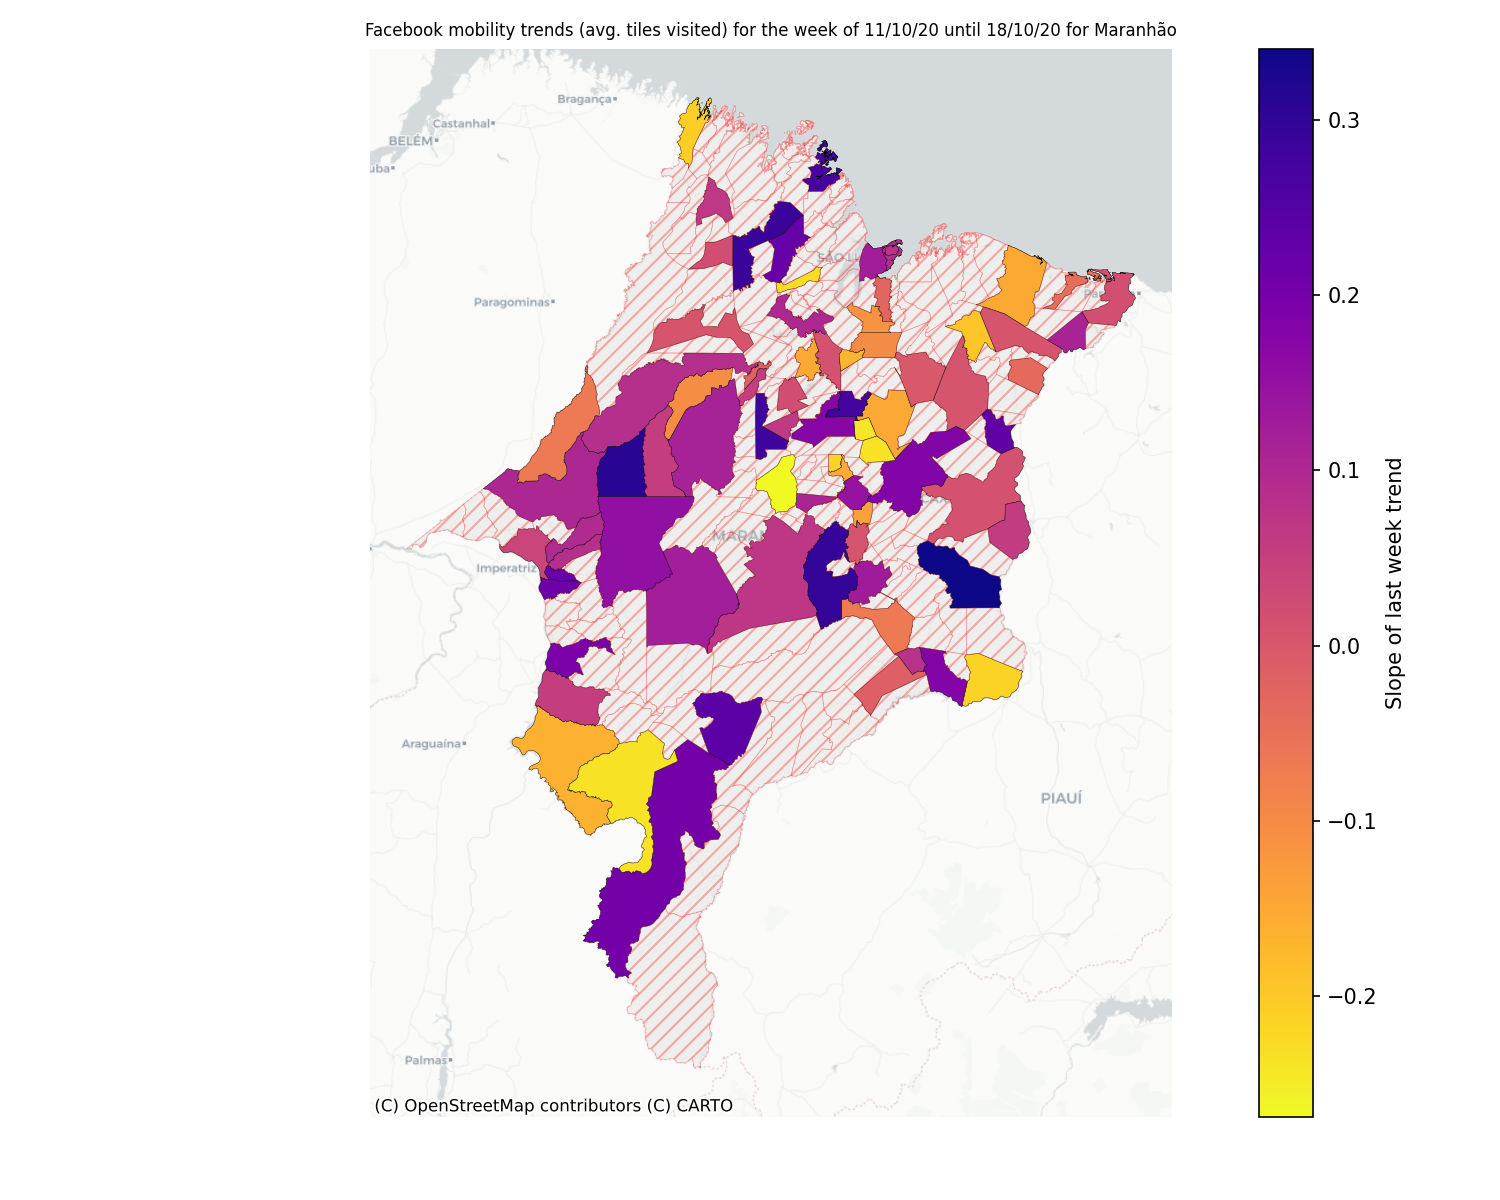 Facebook mobility trends (avg. tiles visited) for the week of 11/10/20 until 18/10/20 for Maranhão
Bragança
Castanhal
BELÉM
uba
SÃO LU
Paragominas
MARAN
Imperatriz
Araguaína
PIAUÍ
Palmas
(C) OpenStreetMap contributors (C) CARTO
0.3
0.2
0.1
0.0
−0.1
−0.2
Slope of last week trend